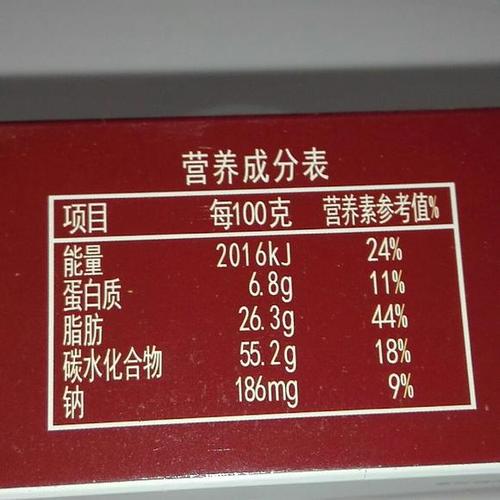 营养成分表
项目 每100克 营养素参考值%
能量 2016kJ 24%
蛋白质 6.8g 11%
脂肪 26.3g 44%
碳水化合物 55.2g 18%
钠 186mg 9%